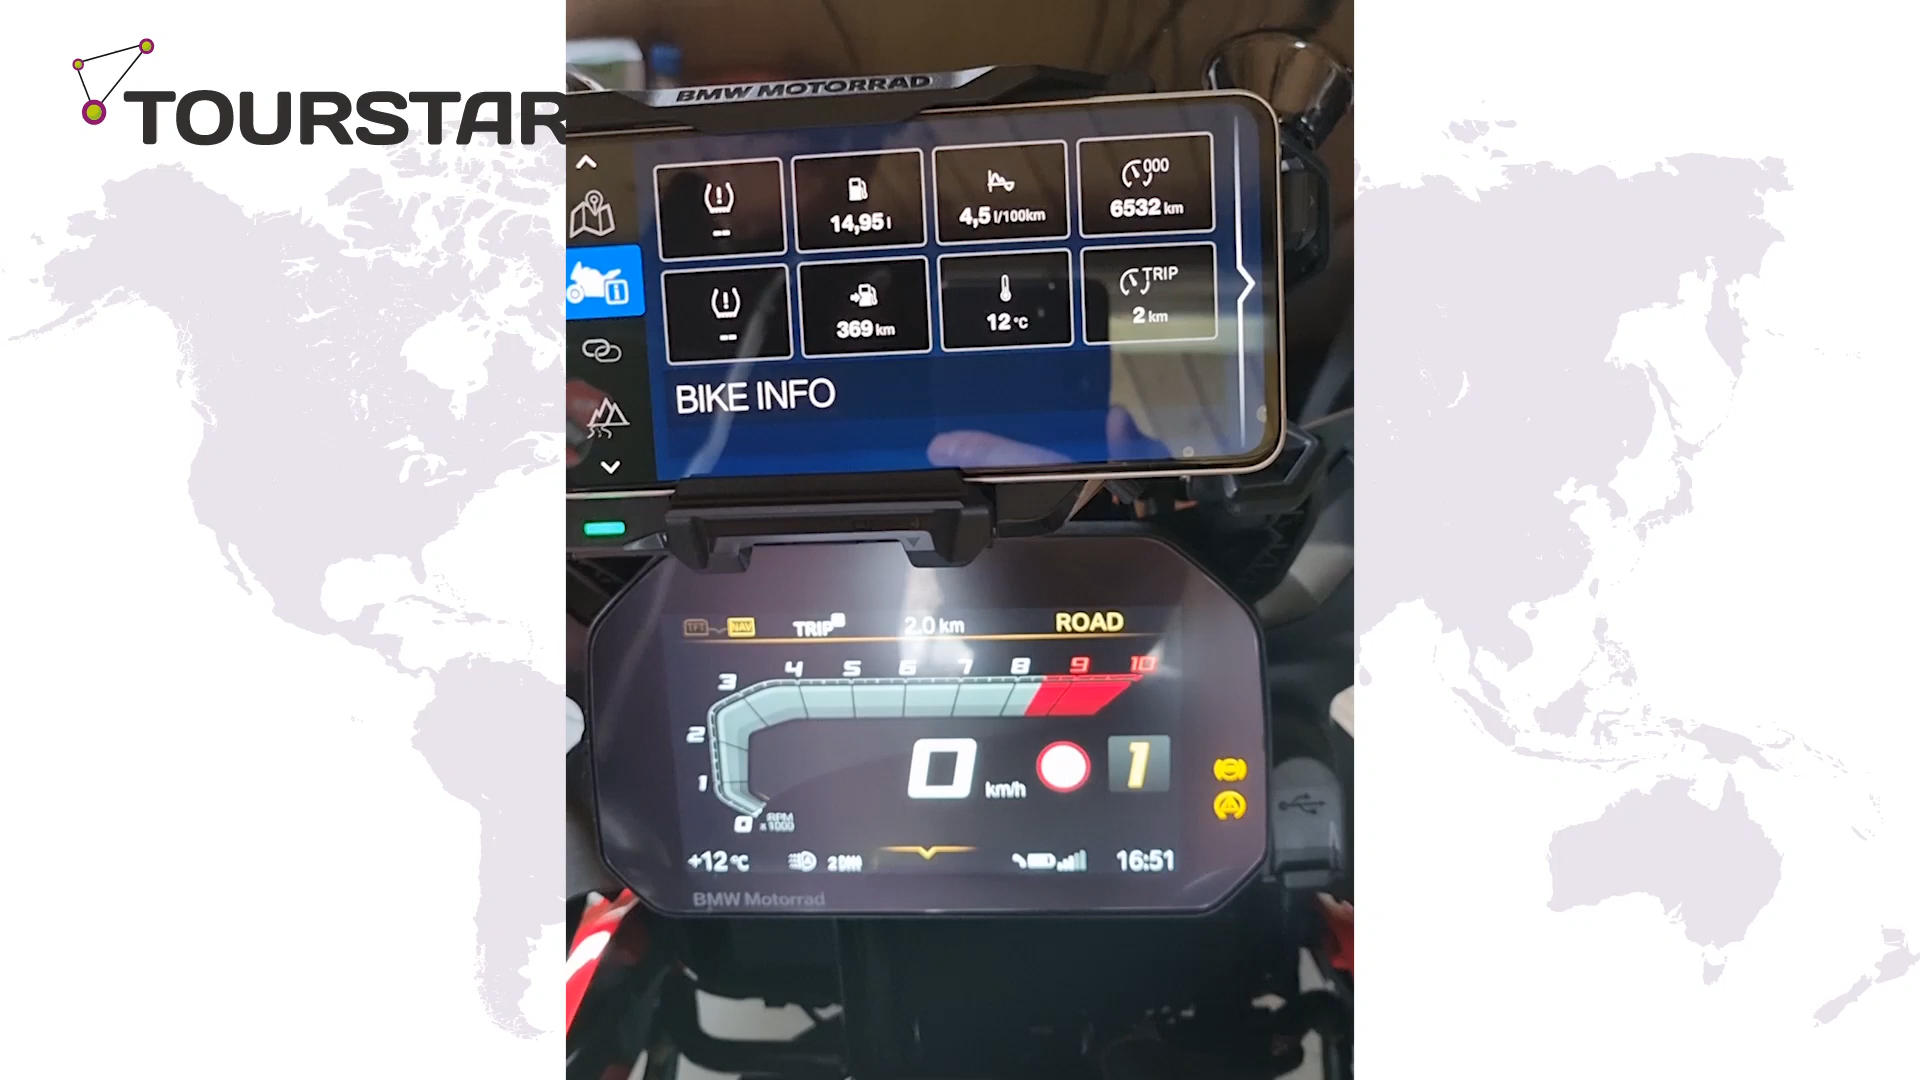 TOURSTAR
BMW MOTORRAD
000
14,95 l
4,5 l/100km
6532 km
--
TRIP
--
369 km
12 °C
2 km
BIKE INFO
TFT NAV TRIP 2.0 km ROAD
3 4 5 6 7 8 9 10
2
1
0 RPM x1000
0 km/h 1
+12 °C 16:51
BMW Motorrad